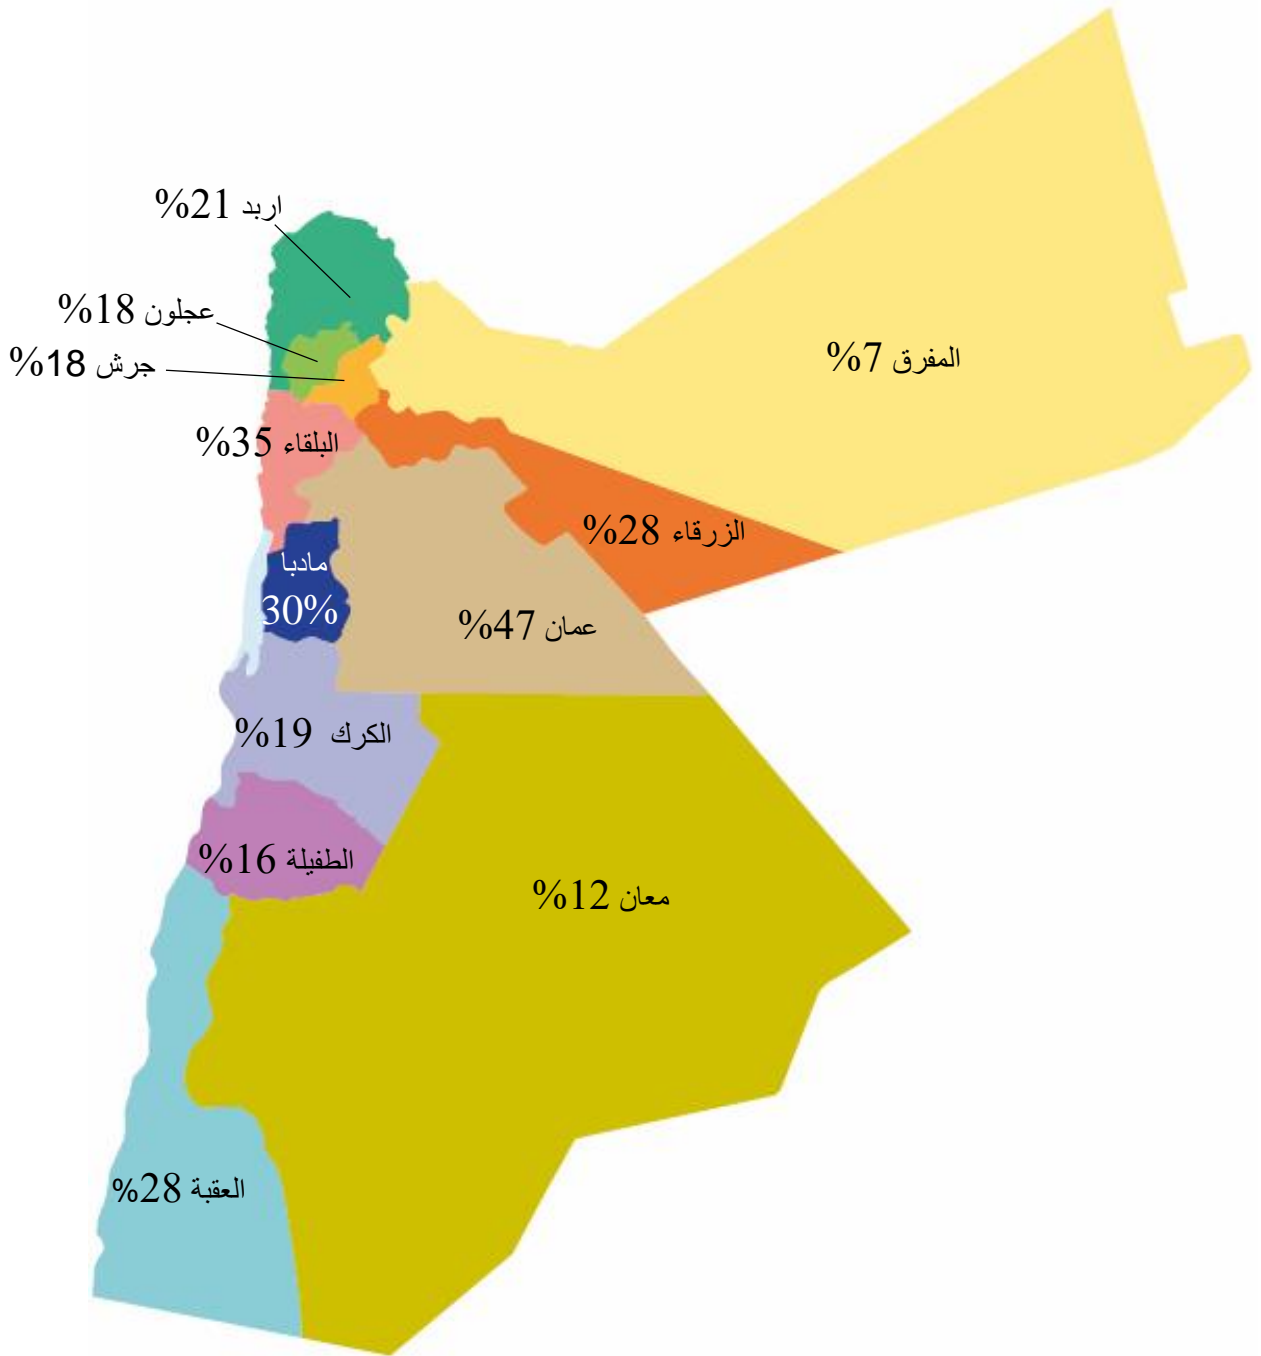 اربد 21%
عجلون 18%
جرش 18%
المفرق 7%
البلقاء 35%
الزرقاء 28%
مادبا
30%
عمان 47%
الكرك 19%
الطفيلة 16%
معان 12%
العقبة 28%